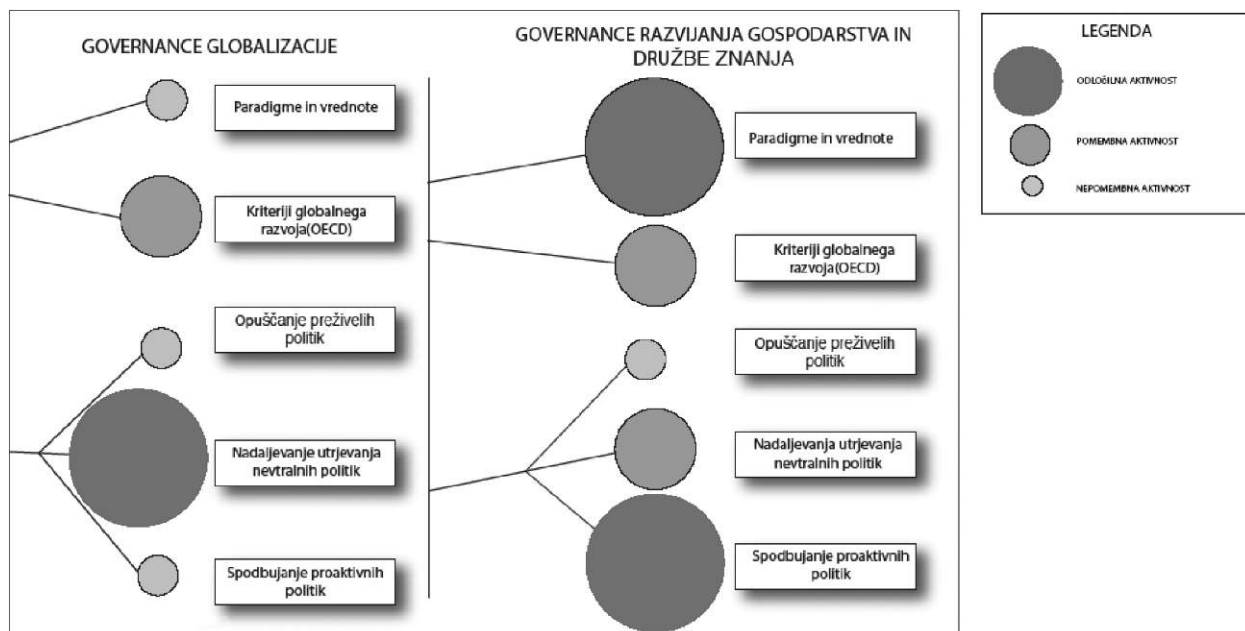 GOVERNANCE GLOBALIZACIJE
Paradigme in vrednote
Kriteriji globalnega
razvoja(OECD)
Opuščanje preživelih
politik
Nadaljevanje utrjevanja
nevtralnih politik
Spodbujanje proaktivnih
politik
GOVERNANCE RAZVIJANJA GOSPODARSTVA IN
DRUŽBE ZNANJA
Paradigme in vrednote
Kriteriji globalnega
razvoja(OECD)
Opuščanje preživelih
politik
Nadaljevanja utrjevanja
nevtralnih politik
Spodbujanje proaktivnih
politik
LEGENDA
ODLOČILNA AKTIVNOST
POMEMBNA AKTIVNOST
NEPOMEMBNA AKTIVNOST